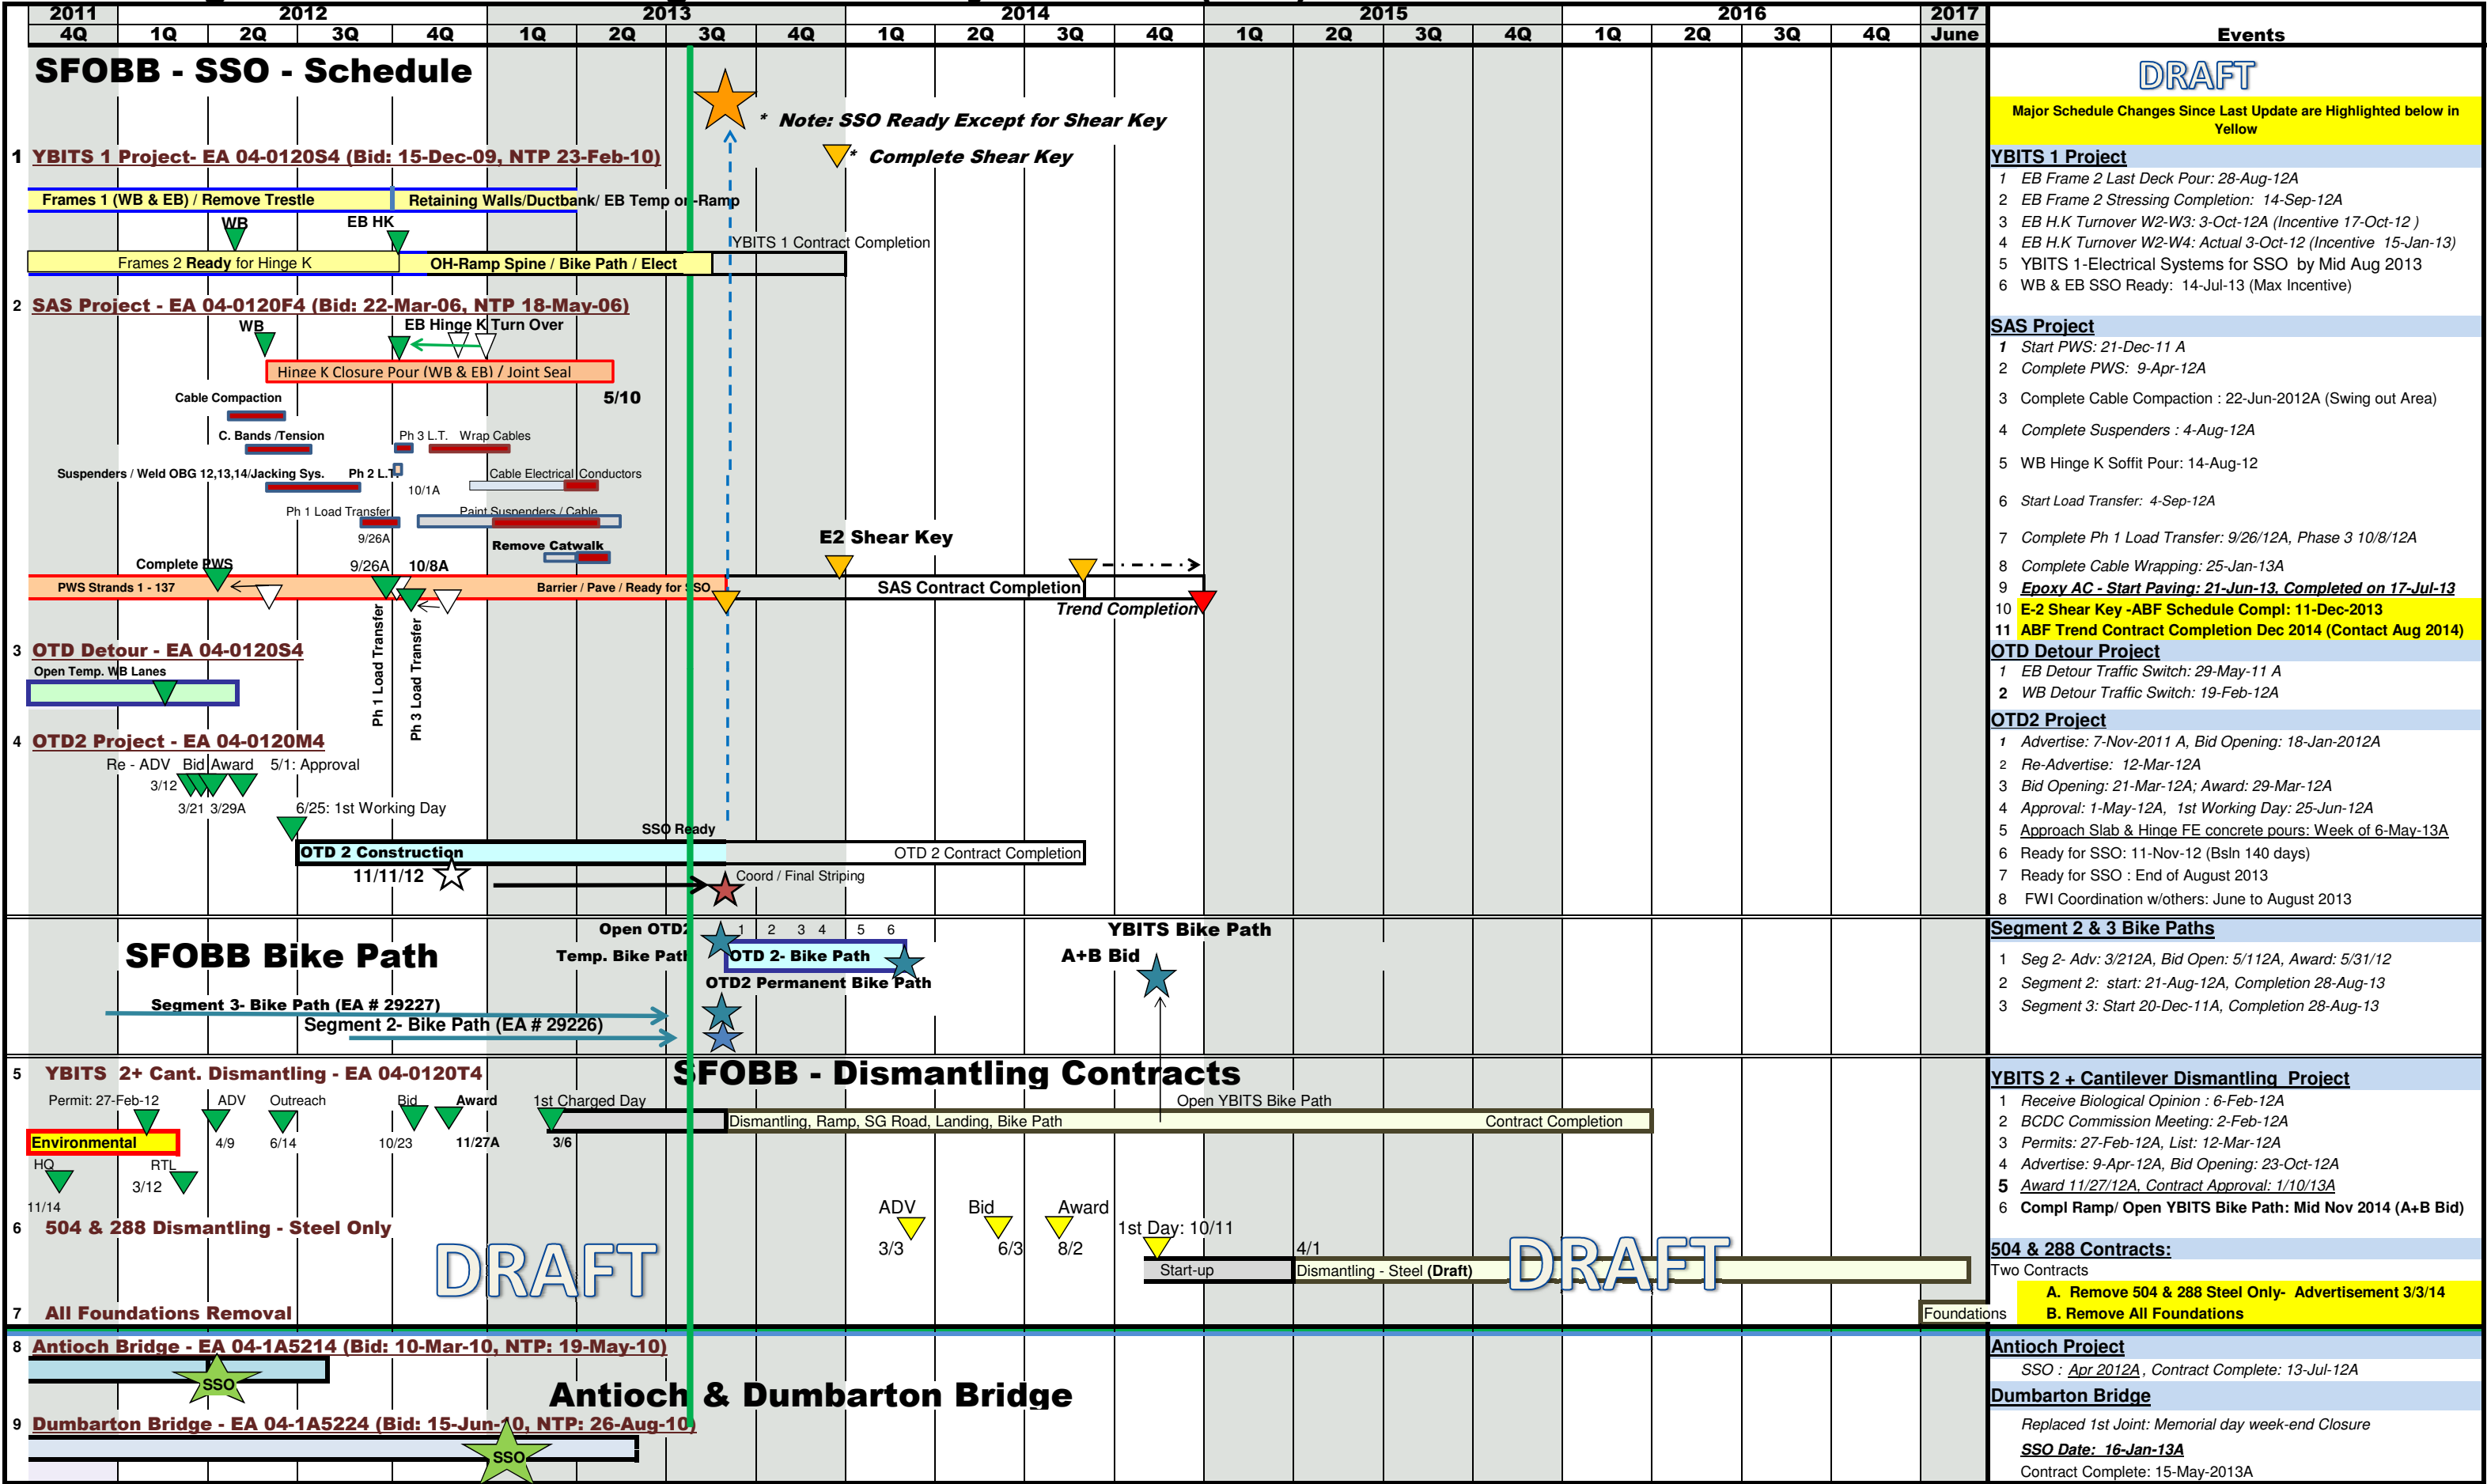 2011 2012 2013 2014 2015 2016 2017
4Q 1Q 2Q 3Q 4Q 1Q 2Q 3Q 4Q 1Q 2Q 3Q 4Q 1Q 2Q 3Q 4Q 1Q 2Q 3Q 4Q June Events
SFOBB - SSO - Schedule
* Note: SSO Ready Except for Shear Key
* Complete Shear Key
1 YBITS 1 Project- EA 04-0120S4 (Bid: 15-Dec-09, NTP 23-Feb-10)
Frames 1 (WB & EB) / Remove Trestle
Retaining Walls/Ductbank/ EB Temp on-Ramp
WB
EB HK
YBITS 1 Contract Completion
Frames 2 Ready for Hinge K
OH-Ramp Spine / Bike Path / Elect
2 SAS Project - EA 04-0120F4 (Bid: 22-Mar-06, NTP 18-May-06)
WB
EB Hinge K Turn Over
Hinge K Closure Pour (WB & EB) / Joint Seal
5/10
Cable Compaction
C. Bands /Tension
Ph 3 L.T.
Wrap Cables
Suspenders / Weld OBG 12,13,14/Jacking Sys.
Ph 2 L.T.
10/1A
Cable Electrical Conductors
Ph 1 Load Transfer
9/26A
Paint Suspenders / Cable
Remove Catwalk
E2 Shear Key
Complete PWS
9/26A
10/8A
PWS Strands 1 - 137
Barrier / Pave / Ready for SSO
SAS Contract Completion
Trend Completion
Ph 1 Load Transfer
Ph 3 Load Transfer
3 OTD Detour - EA 04-0120S4
Open Temp. WB Lanes
4 OTD2 Project - EA 04-0120M4
Re - ADV Bid Award 5/1: Approval
3/12
3/21 3/29A
6/25: 1st Working Day
SSO Ready
OTD 2 Construction
OTD 2 Contract Completion
11/11/12
Coord / Final Striping
Open OTD2
1 2 3 4 5 6
SFOBB Bike Path
Temp. Bike Path
OTD 2- Bike Path
OTD2 Permanent Bike Path
YBITS Bike Path
A+B Bid
Segment 3- Bike Path (EA # 29227)
Segment 2- Bike Path (EA # 29226)
SFOBB - Dismantling Contracts
5 YBITS 2+ Cant. Dismantling - EA 04-0120T4
Permit: 27-Feb-12
ADV
Outreach
Bid
Award
1st Charged Day
Open YBITS Bike Path
Dismantling, Ramp, SG Road, Landing, Bike Path
Contract Completion
Environmental
4/9
6/14
10/23
11/27A
3/6
HQ
RTL
3/12
11/14
6 504 & 288 Dismantling - Steel Only
ADV
Bid
Award
1st Day: 10/11
3/3
6/3
8/2
4/1
DRAFT
DRAFT
Start-up
Dismantling - Steel (Draft)
7 All Foundations Removal
Foundations
8 Antioch Bridge - EA 04-1A5214 (Bid: 10-Mar-10, NTP: 19-May-10)
SSO
Antioch & Dumbarton Bridge
9 Dumbarton Bridge - EA 04-1A5224 (Bid: 15-Jun-10, NTP: 26-Aug-10)
SSO
DRAFT
Major Schedule Changes Since Last Update are Highlighted below in
Yellow
YBITS 1 Project
1 EB Frame 2 Last Deck Pour: 28-Aug-12A
2 EB Frame 2 Stressing Completion: 14-Sep-12A
3 EB H.K Turnover W2-W3: 3-Oct-12A (Incentive 17-Oct-12 )
4 EB H.K Turnover W2-W4: Actual 3-Oct-12 (Incentive 15-Jan-13)
5 YBITS 1-Electrical Systems for SSO by Mid Aug 2013
6 WB & EB SSO Ready: 14-Jul-13 (Max Incentive)
SAS Project
1 Start PWS: 21-Dec-11 A
2 Complete PWS: 9-Apr-12A
3 Complete Cable Compaction : 22-Jun-2012A (Swing out Area)
4 Complete Suspenders : 4-Aug-12A
5 WB Hinge K Soffit Pour: 14-Aug-12
6 Start Load Transfer: 4-Sep-12A
7 Complete Ph 1 Load Transfer: 9/26/12A, Phase 3 10/8/12A
8 Complete Cable Wrapping: 25-Jan-13A
9 Epoxy AC - Start Paving: 21-Jun-13, Completed on 17-Jul-13
10 E-2 Shear Key -ABF Schedule Compl: 11-Dec-2013
11 ABF Trend Contract Completion Dec 2014 (Contact Aug 2014)
OTD Detour Project
1 EB Detour Traffic Switch: 29-May-11 A
2 WB Detour Traffic Switch: 19-Feb-12A
OTD2 Project
1 Advertise: 7-Nov-2011 A, Bid Opening: 18-Jan-2012A
2 Re-Advertise: 12-Mar-12A
3 Bid Opening: 21-Mar-12A; Award: 29-Mar-12A
4 Approval: 1-May-12A, 1st Working Day: 25-Jun-12A
5 Approach Slab & Hinge FE concrete pours: Week of 6-May-13A
6 Ready for SSO: 11-Nov-12 (Bsln 140 days)
7 Ready for SSO : End of August 2013
8 FWI Coordination w/others: June to August 2013
Segment 2 & 3 Bike Paths
1 Seg 2- Adv: 3/212A, Bid Open: 5/112A, Award: 5/31/12
2 Segment 2: start: 21-Aug-12A, Completion 28-Aug-13
3 Segment 3: Start 20-Dec-11A, Completion 28-Aug-13
YBITS 2 + Cantilever Dismantling Project
1 Receive Biological Opinion : 6-Feb-12A
2 BCDC Commission Meeting: 2-Feb-12A
3 Permits: 27-Feb-12A, List: 12-Mar-12A
4 Advertise: 9-Apr-12A, Bid Opening: 23-Oct-12A
5 Award 11/27/12A, Contract Approval: 1/10/13A
6 Compl Ramp/ Open YBITS Bike Path: Mid Nov 2014 (A+B Bid)
504 & 288 Contracts:
Two Contracts
A. Remove 504 & 288 Steel Only- Advertisement 3/3/14
B. Remove All Foundations
Antioch Project
SSO : Apr 2012A , Contract Complete: 13-Jul-12A
Dumbarton Bridge
Replaced 1st Joint: Memorial day week-end Closure
SSO Date: 16-Jan-13A
Contract Complete: 15-May-2013A